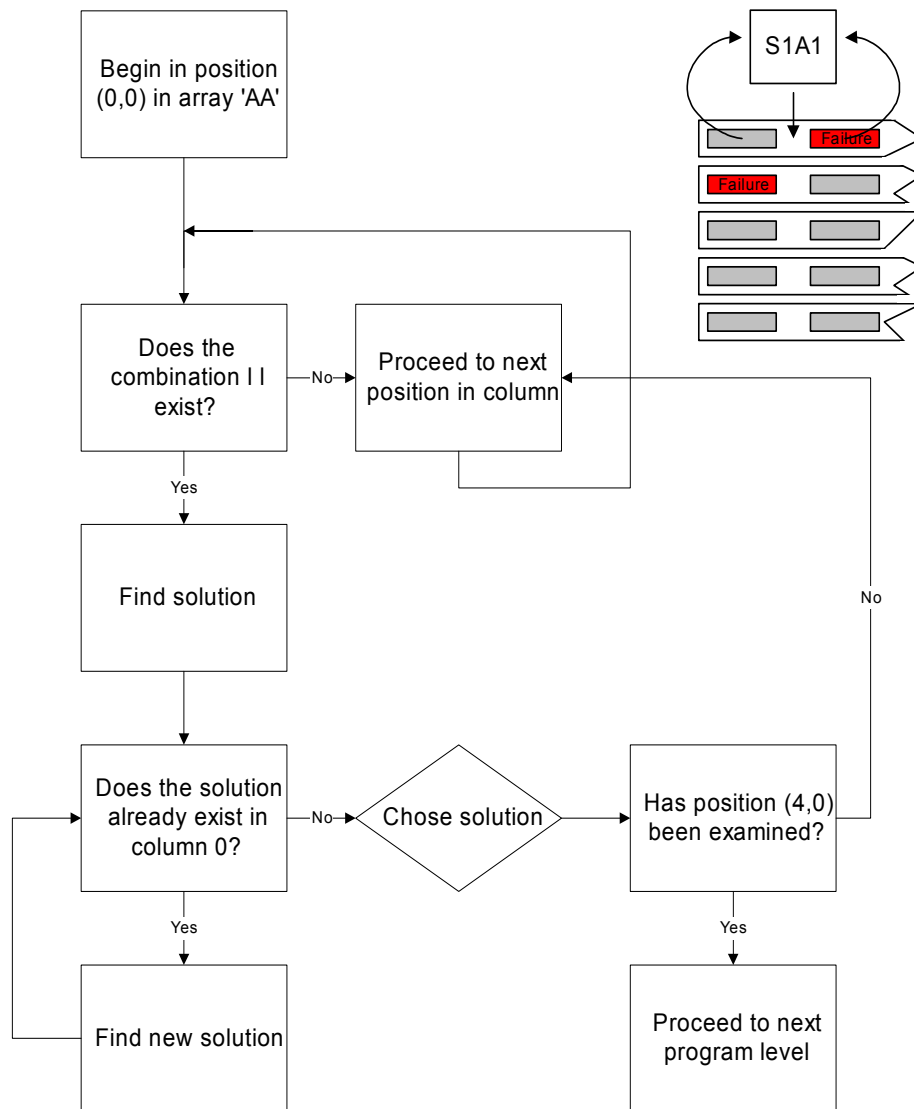 Begin in position
(0,0) in array 'AA'
S1A1
Failure
Failure
Does the
combination I I
exist?
No
Proceed to next
position in column
Yes
Find solution
No
Does the solution
already exist in
column 0?
No
Chose solution
Has position (4,0)
been examined?
Yes
Yes
Find new solution
Proceed to next
program level